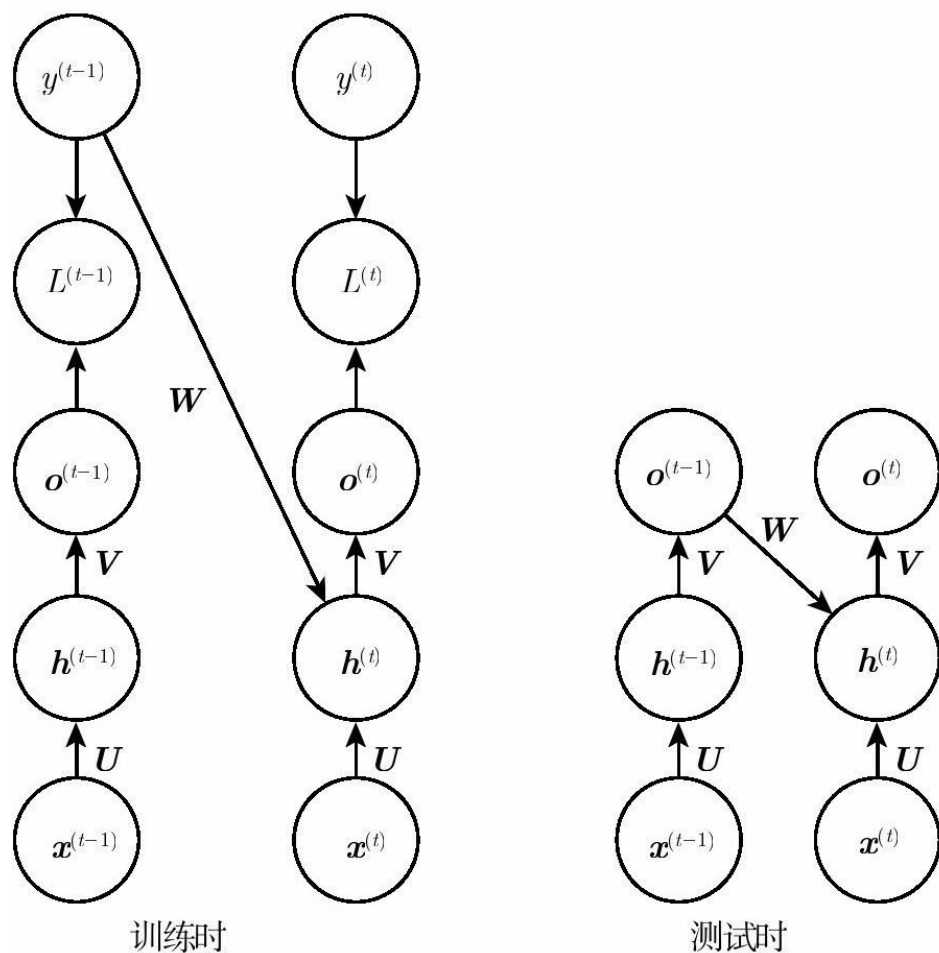 y^{(t-1)} y^{(t)}
L^{(t-1)} L^{(t)}
W
o^{(t-1)} o^{(t)} o^{(t-1)} o^{(t)}
W
V V V V
h^{(t-1)} h^{(t)} h^{(t-1)} h^{(t)}
U U U U
x^{(t-1)} x^{(t)} x^{(t-1)} x^{(t)}
训练时 测试时